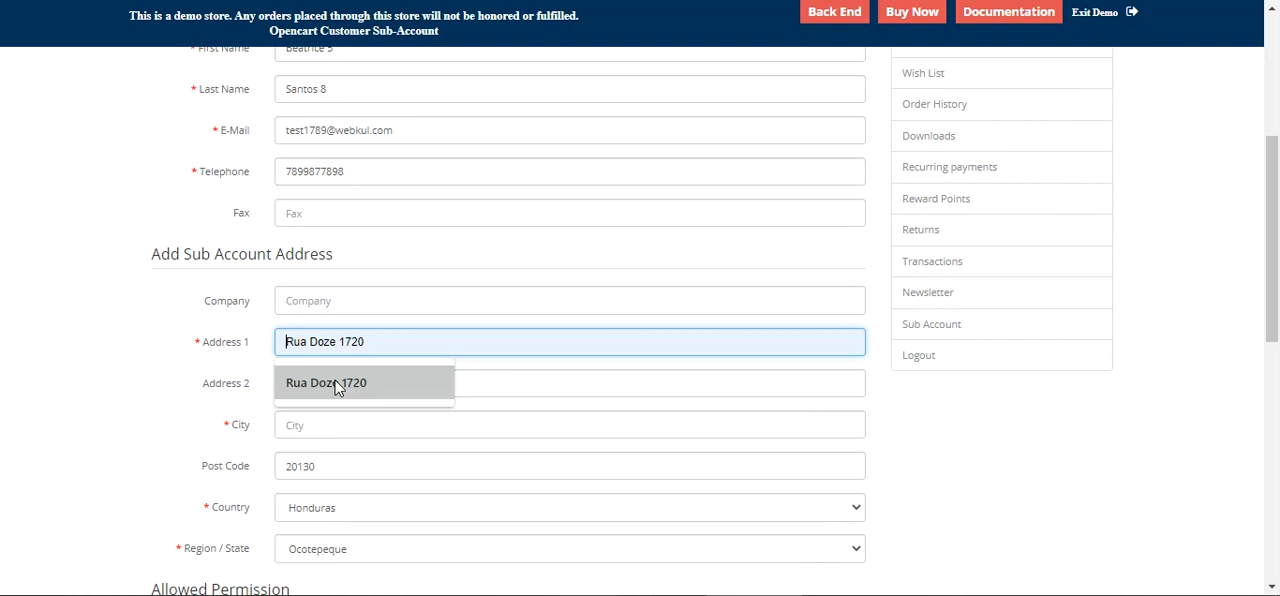 This is a demo store. Any orders placed through this store will not be honored or fulfilled.
Opencart Customer Sub-Account
Back End
Buy Now
Documentation
Exit Demo
* First Name
Beatrice 5
* Last Name
Santos 8
* E-Mail
test1789@webkul.com
* Telephone
7899877898
Fax
Fax
Add Sub Account Address
Company
Company
* Address 1
Rua Doze 1720
Address 2
Rua Doze 1720
* City
City
Post Code
20130
* Country
Honduras
* Region / State
Ocotepeque
Allowed Permission
Wish List
Order History
Downloads
Recurring payments
Reward Points
Returns
Transactions
Newsletter
Sub Account
Logout